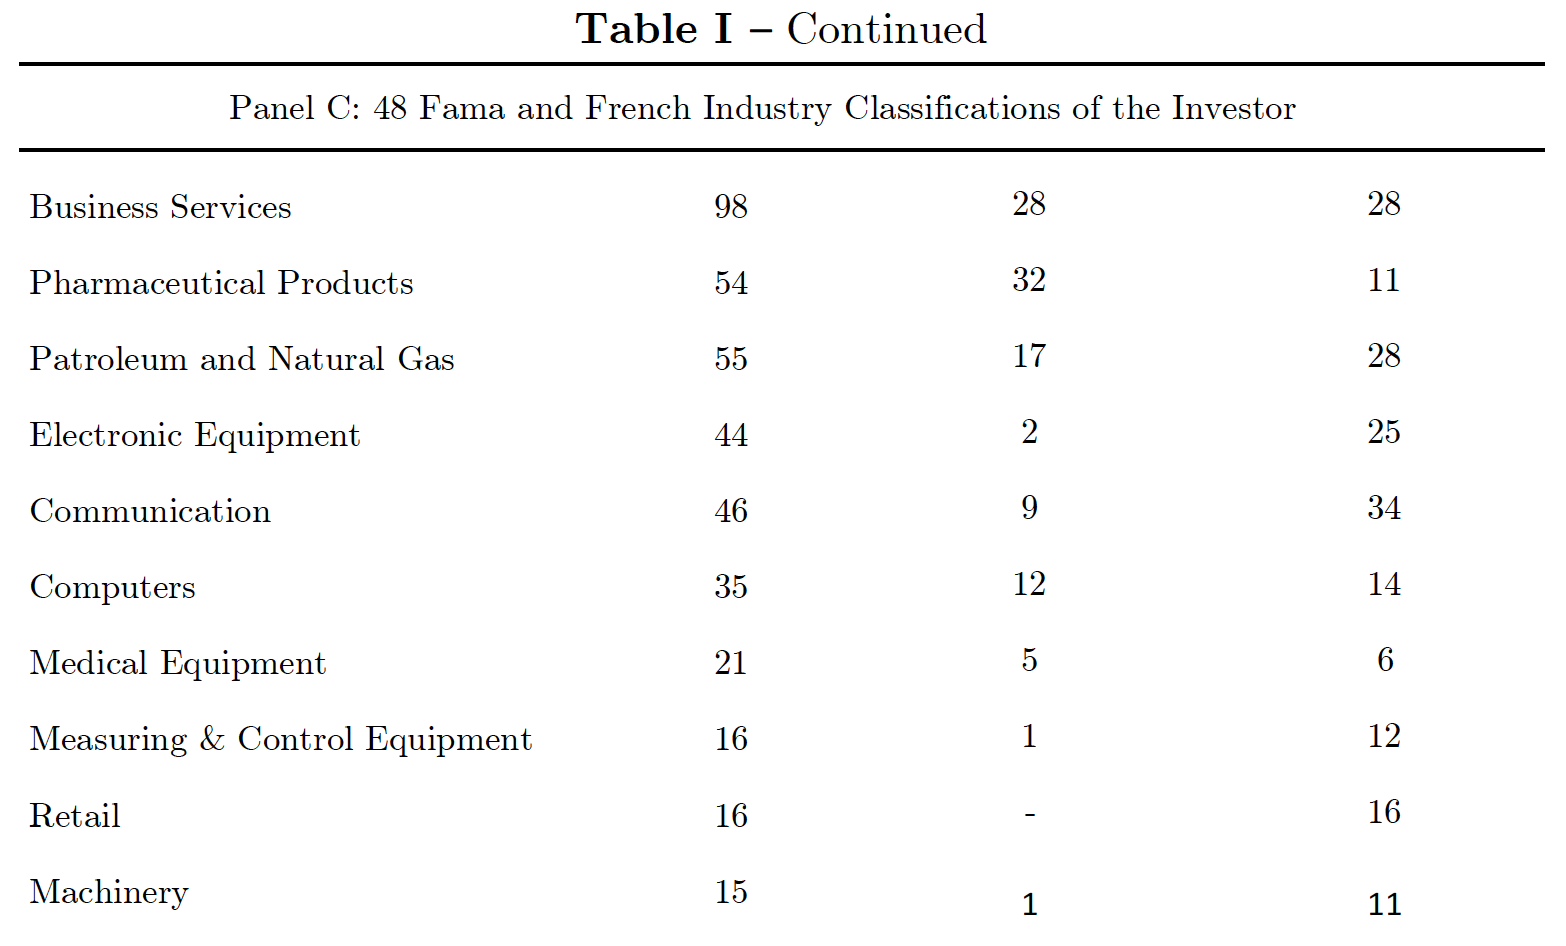 Table I – Continued
Panel C: 48 Fama and French Industry Classifications of the Investor
Business Services 98 28 28
Pharmaceutical Products 54 32 11
Patroleum and Natural Gas 55 17 28
Electronic Equipment 44 2 25
Communication 46 9 34
Computers 35 12 14
Medical Equipment 21 5 6
Measuring & Control Equipment 16 1 12
Retail 16 - 16
Machinery 15 1 11